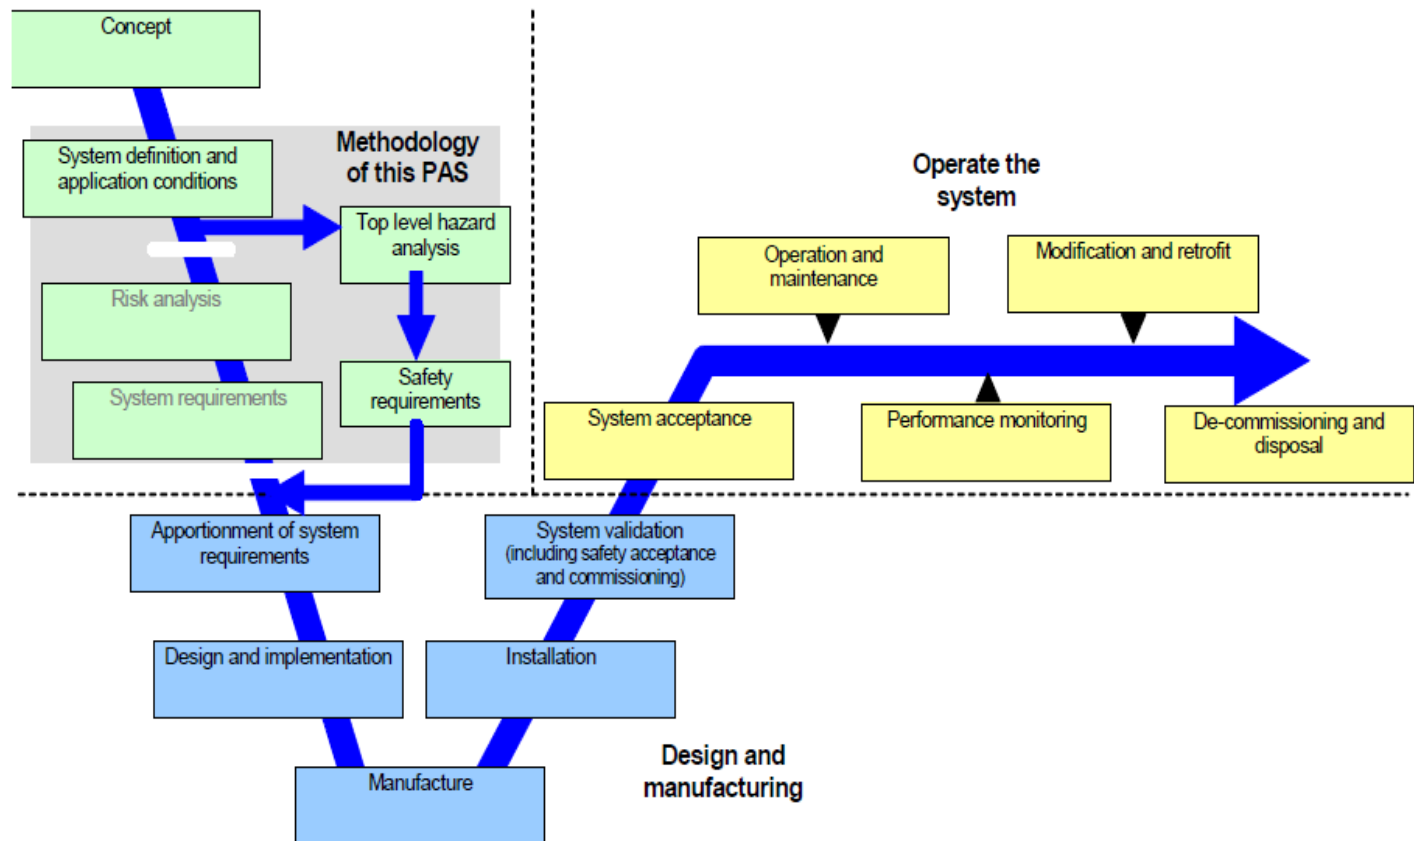 Concept
Methodology
of this PAS
System definition and
application conditions
Top level hazard
analysis
Risk analysis
System requirements
Safety
requirements
Operate the
system
Operation and
maintenance
Modification and retrofit
System acceptance
Performance monitoring
De-commissioning and
disposal
Apportionment of system
requirements
System validation
(including safety acceptance
and commissioning)
Design and implementation
Installation
Manufacture
Design and
manufacturing